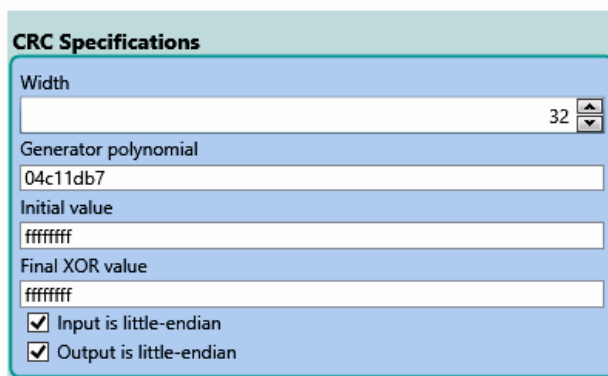 CRC Specifications
Width
32
Generator polynomial
04c11db7
Initial value
ffffffff
Final XOR value
ffffffff
Input is little-endian
Output is little-endian